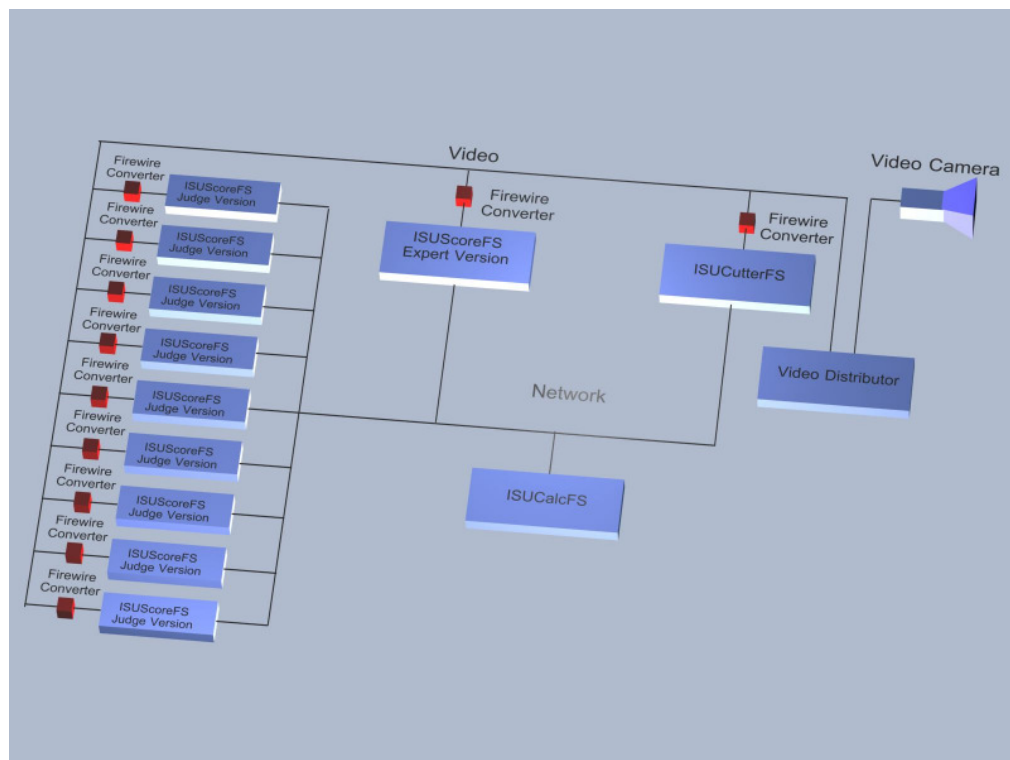 Video
Video Camera
Firewire
Converter
ISUScoreFS
Judge Version
Firewire
Converter
ISUScoreFS
Judge Version
Firewire
Converter
ISUScoreFS
Judge Version
Firewire
Converter
ISUScoreFS
Judge Version
Firewire
Converter
ISUScoreFS
Judge Version
Firewire
Converter
ISUScoreFS
Judge Version
Firewire
Converter
ISUScoreFS
Judge Version
Firewire
Converter
ISUScoreFS
Judge Version
Firewire
Converter
ISUScoreFS
Judge Version
Firewire
Converter
ISUScoreFS
Expert Version
Firewire
Converter
ISUCutterFS
Video Distributor
Network
ISUCalcFS